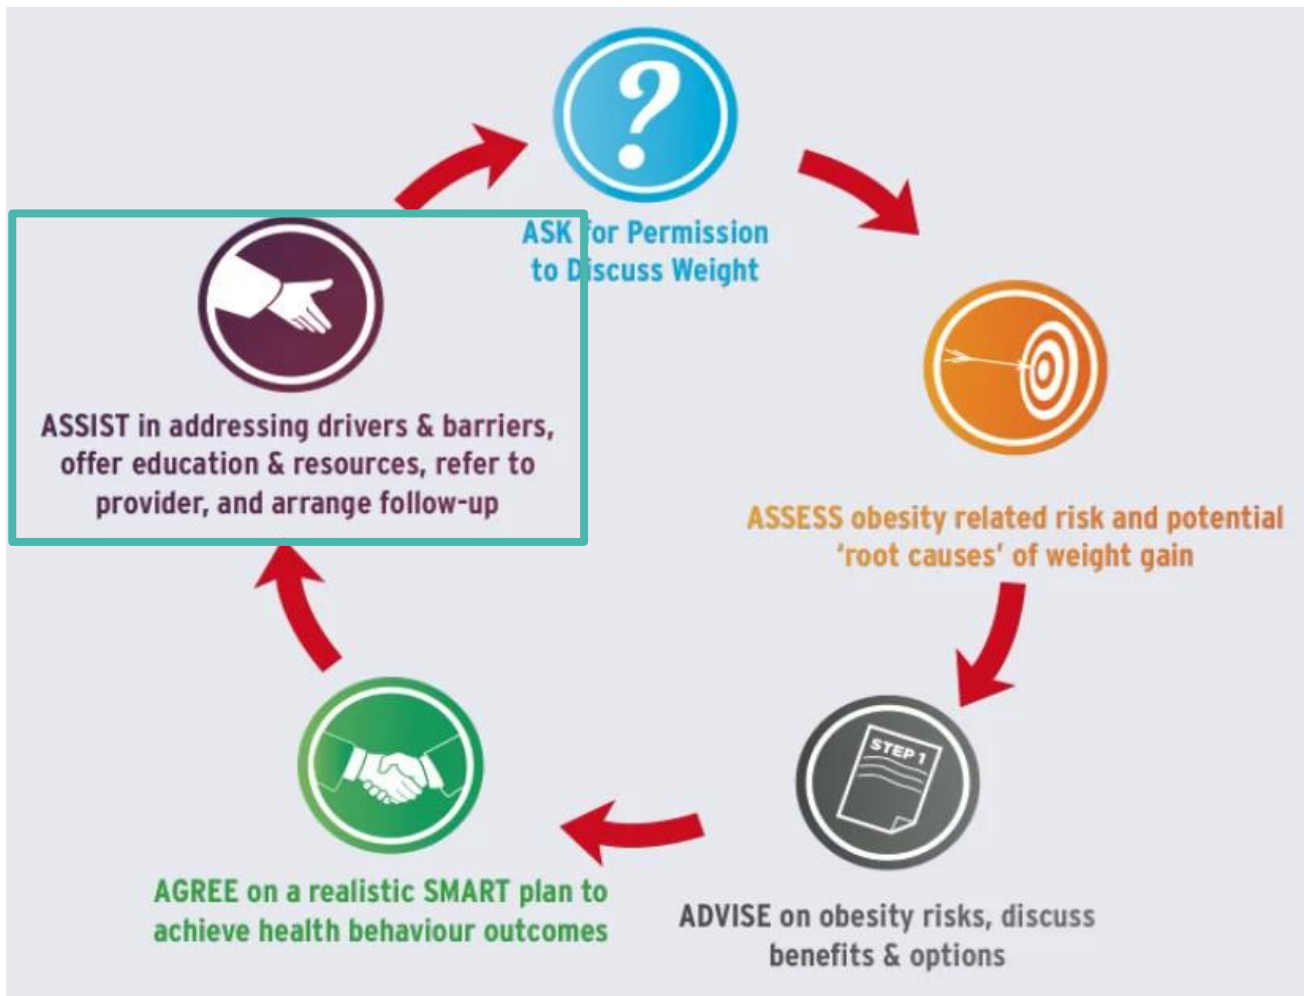 ?
ASK for Permission
to Discuss Weight
ASSESS obesity related risk and potential
'root causes' of weight gain
STEP 1
ADVISE on obesity risks, discuss
benefits & options
AGREE on a realistic SMART plan to
achieve health behaviour outcomes
ASSIST in addressing drivers & barriers,
offer education & resources, refer to
provider, and arrange follow-up